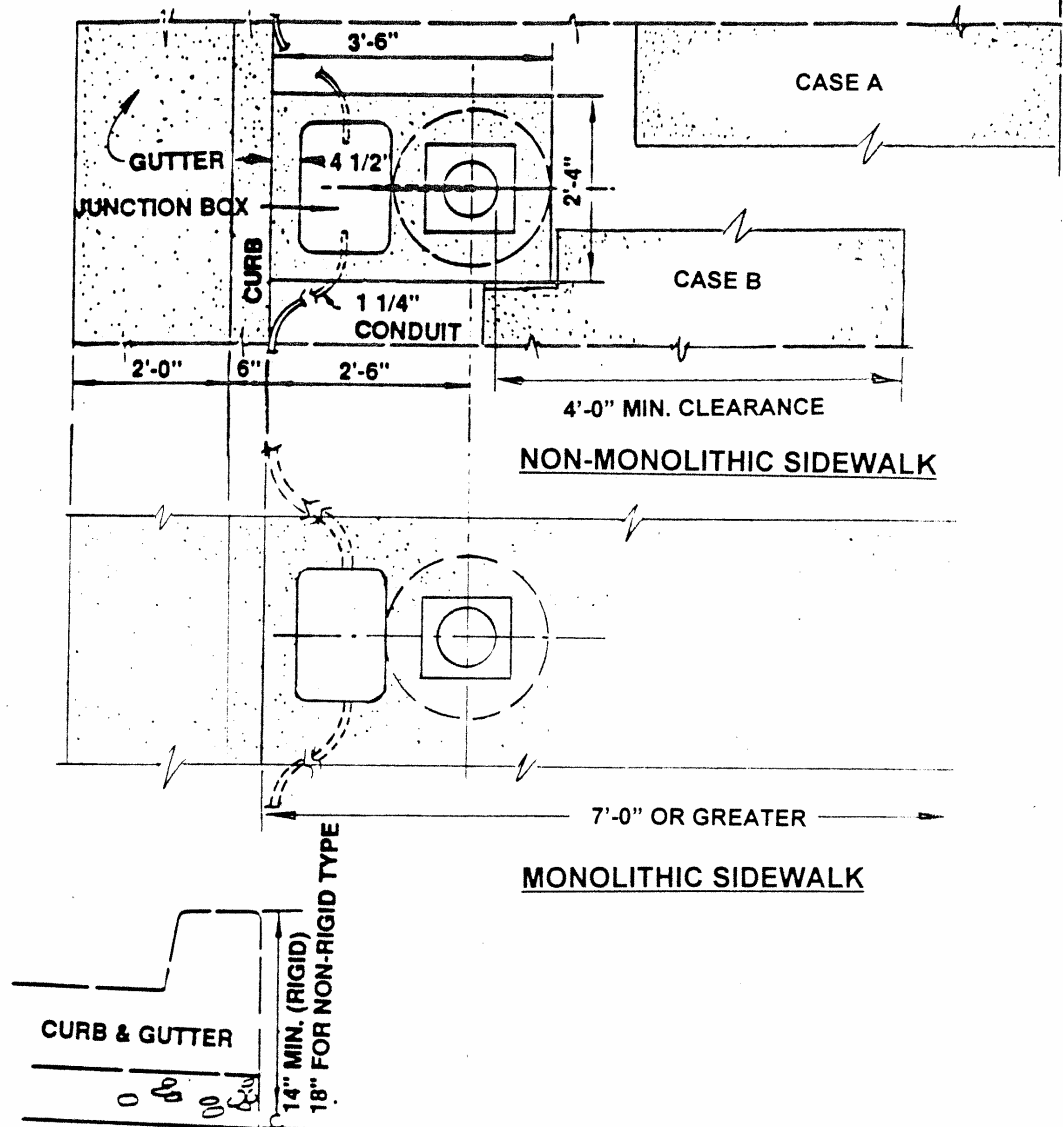 3'-6"
CASE A
GUTTER
4 1/2"
2'-4"
JUNCTION BOX
CURB
CASE B
1 1/4"
CONDUIT
2'-0"
6"
2'-6"
4'-0" MIN. CLEARANCE
NON-MONOLITHIC SIDEWALK
7'-0" OR GREATER
MONOLITHIC SIDEWALK
14" MIN. (RIGID)
18" FOR NON-RIGID TYPE
CURB & GUTTER